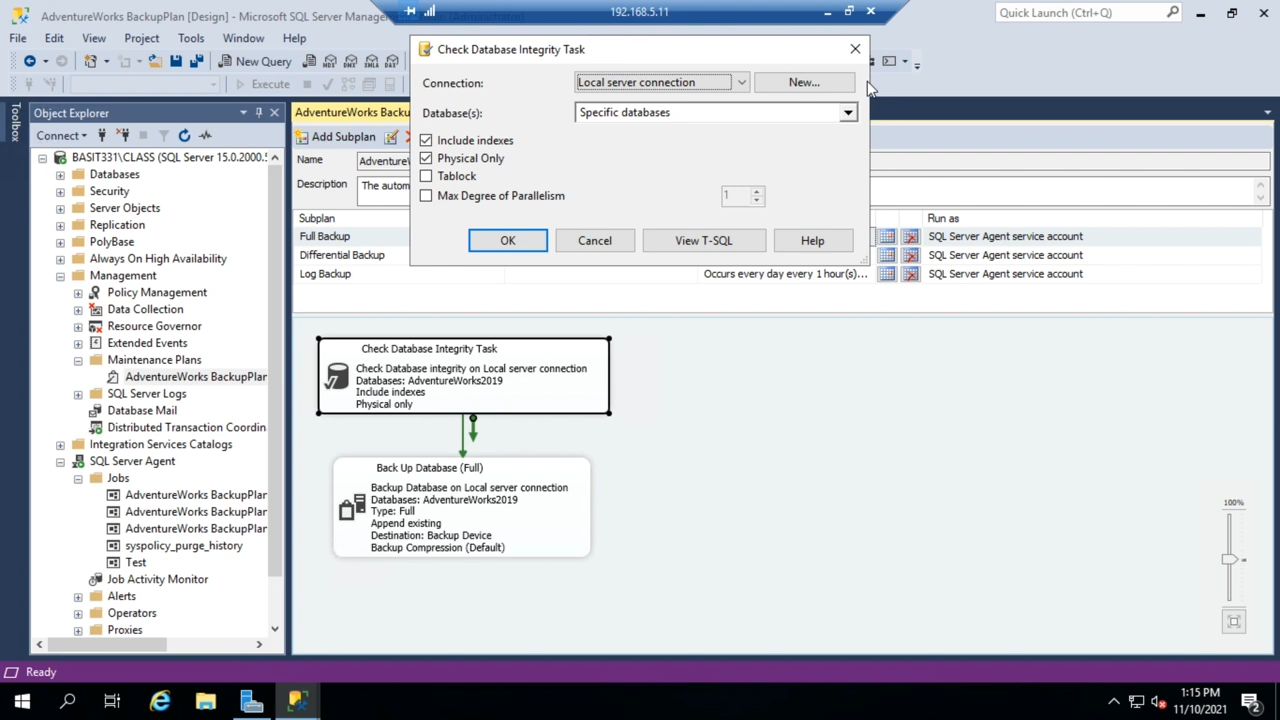 AdventureWorks BackupPlan [Design] - Microsoft SQL Server Manag
192.168.5.11
Quick Launch (Ctrl+Q)
File Edit View Project Tools Window Help
New Query
MDX DMX XMLA DAX
Execute
Toolbox
Object Explorer
Connect
BASIT331\CLASS (SQL Server 15.0.2000.5
Databases
Security
Server Objects
Replication
PolyBase
Always On High Availability
Management
Policy Management
Data Collection
Resource Governor
Extended Events
Maintenance Plans
AdventureWorks BackupPlan
SQL Server Logs
Database Mail
Distributed Transaction Coordin
Integration Services Catalogs
SQL Server Agent
Jobs
AdventureWorks BackupPlan
AdventureWorks BackupPlan
AdventureWorks BackupPlan
syspolicy_purge_history
Test
Job Activity Monitor
Alerts
Operators
Proxies
AdventureWorks Backu
Add Subplan
Name
AdventureW
Description
The autom
Check Database Integrity Task
Connection:
Local server connection
New...
Database(s):
Specific databases
Include indexes
Physical Only
Tablock
Max Degree of Parallelism
1
OK
Cancel
View T-SQL
Help
Subplan
Run as
Full Backup
SQL Server Agent service account
Differential Backup
SQL Server Agent service account
Log Backup
Occurs every day every 1 hour(s)...
SQL Server Agent service account
Check Database Integrity Task
Check Database integrity on Local server connection
Databases: AdventureWorks2019
Include indexes
Physical only
Back Up Database (Full)
Backup Database on Local server connection
Databases: AdventureWorks2019
Type: Full
Append existing
Destination: Backup Device
Backup Compression (Default)
100%
Ready
1:15 PM
11/10/2021
2